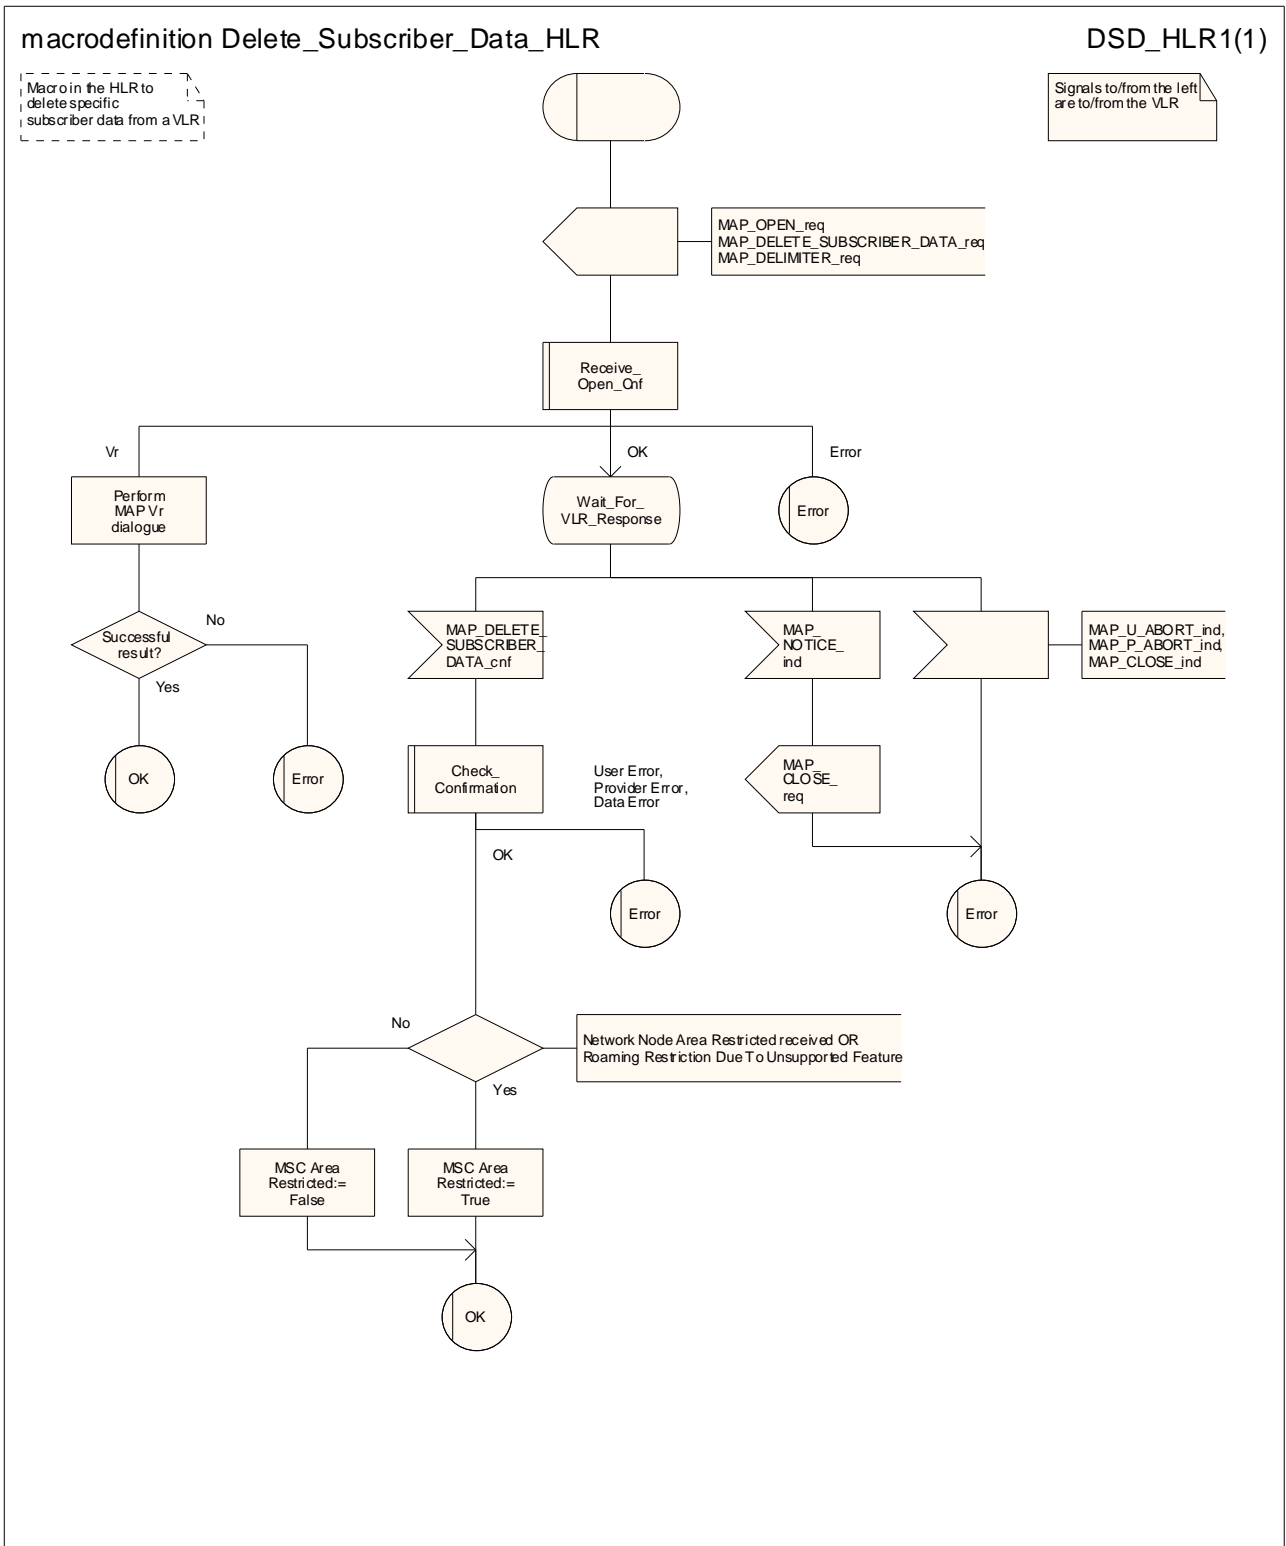 macrodefinition Delete_Subscriber_Data_HLR
DSD_HLR1(1)
Macro in the HLR to
delete specific
subscriber data from a VLR
Signals to/from the left
are to/from the VLR
MAP_OPEN_req
MAP_DELETE_SUBSCRIBER_DATA_req
MAP_DELIMITER_req
Receive_
Open_Cnf
Vr
OK
Error
Perform
MAP Vr
dialogue
Wait_For_
VLR_Response
Error
Successful
result?
No
Yes
MAP_DELETE_
SUBSCRIBER_
DATA_cnf
MAP_
NOTICE_
ind
MAP_U_ABORT_ind,
MAP_P_ABORT_ind,
MAP_CLOSE_ind
OK
Error
Check_
Confirmation
User Error,
Provider Error,
Data Error
MAP_
CLOSE_
req
OK
Error
Error
No
Network Node Area Restricted received OR
Roaming Restriction Due To Unsupported Feature
Yes
MSC Area
Restricted:=
False
MSC Area
Restricted:=
True
OK